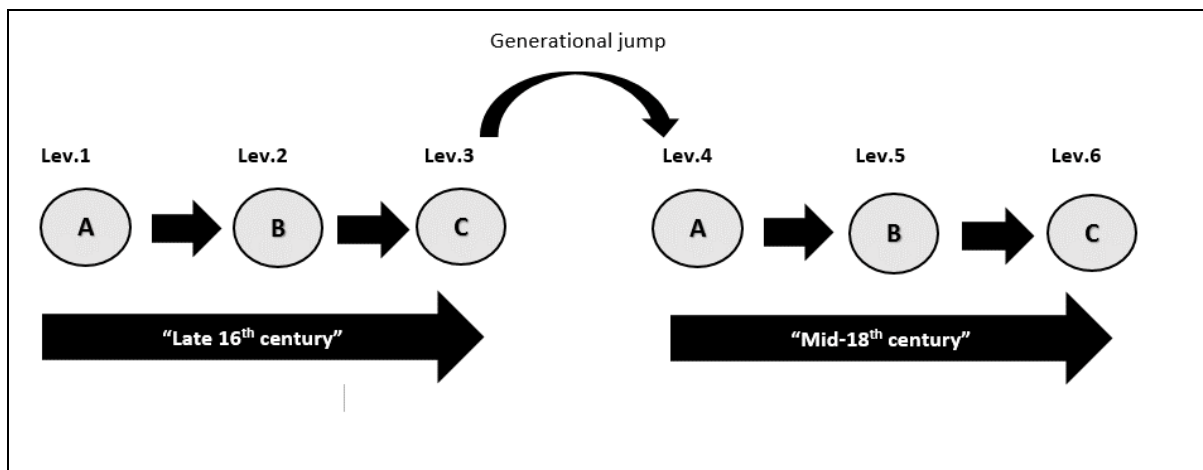 Generational jump
Lev.1 Lev.2 Lev.3 Lev.4 Lev.5 Lev.6
A B C A B C
“Late 16th century” “Mid-18th century”